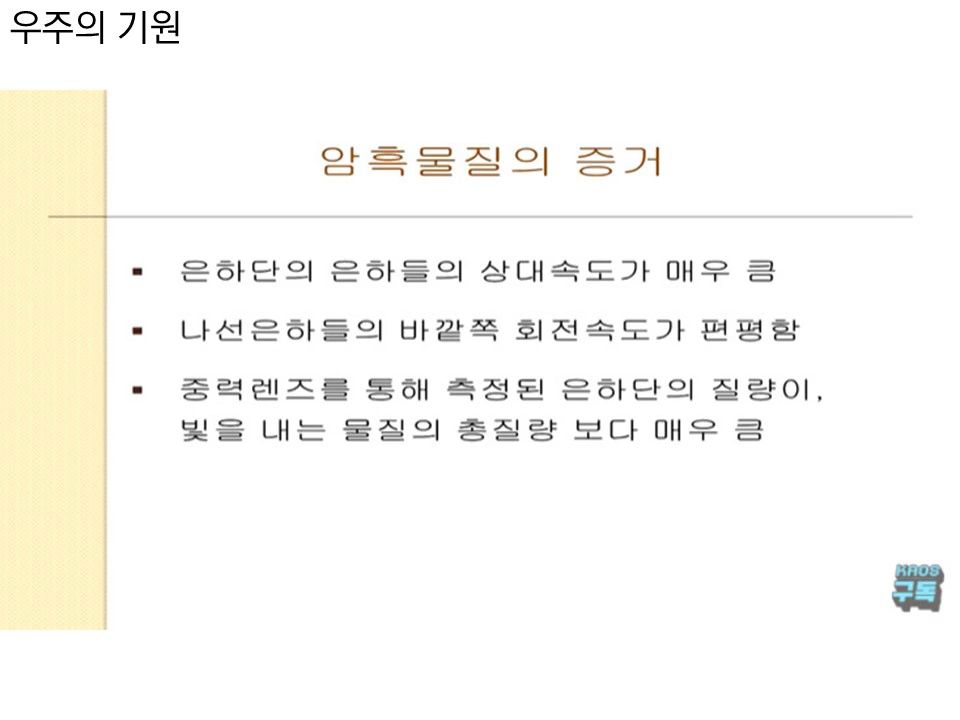 우주의 기원
암흑물질의 증거
▪ 은하단의 은하들의 상대속도가 매우 큼
▪ 나선은하들의 바깥쪽 회전속도가 편평함
▪ 중력렌즈를 통해 측정된 은하단의 질량이,
빛을 내는 물질의 총질량 보다 매우 큼
KAOS
구독